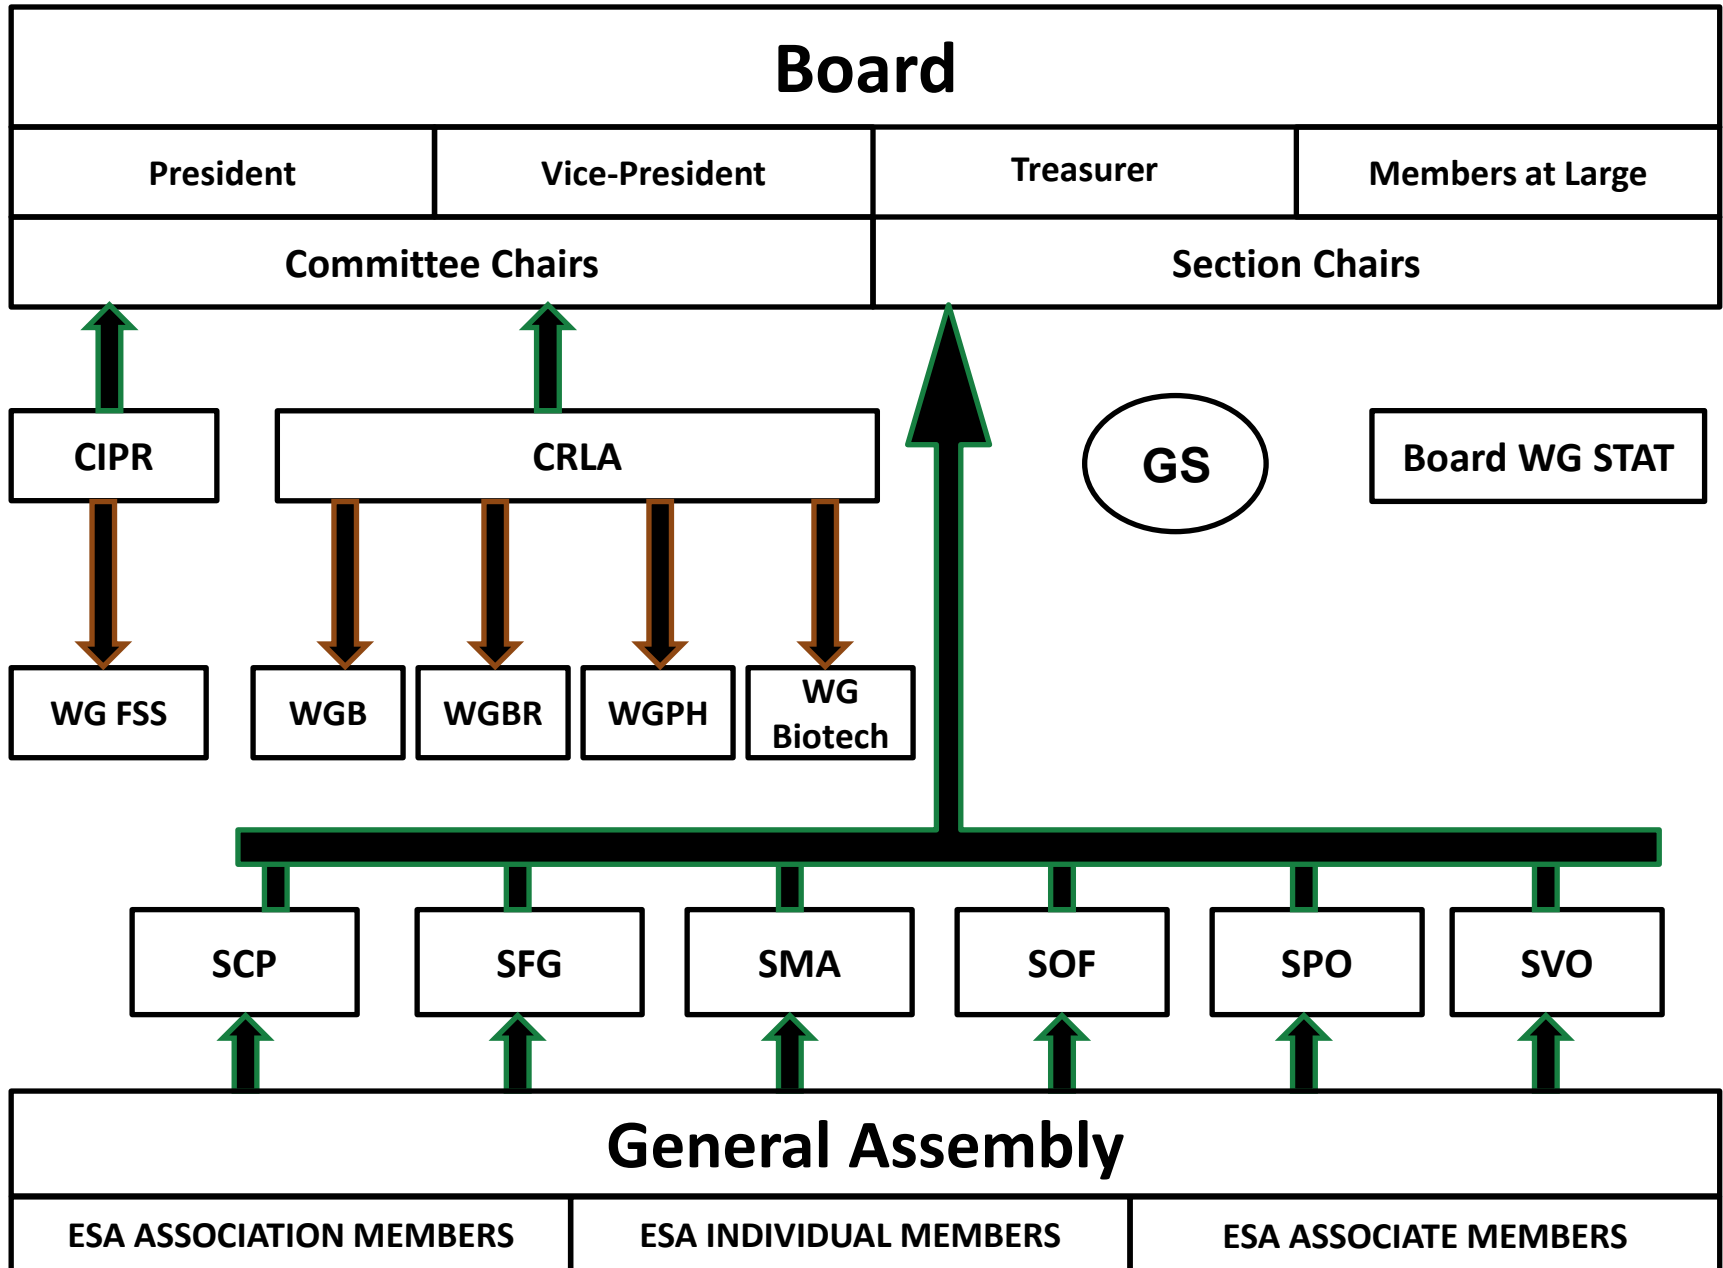 Board
President
Vice-President
Treasurer
Members at Large
Committee Chairs
Section Chairs
CIPR
CRLA
GS
Board WG STAT
WG FSS
WGB
WGBR
WGPH
WG
Biotech
SCP
SFG
SMA
SOF
SPO
SVO
General Assembly
ESA ASSOCIATION MEMBERS
ESA INDIVIDUAL MEMBERS
ESA ASSOCIATE MEMBERS